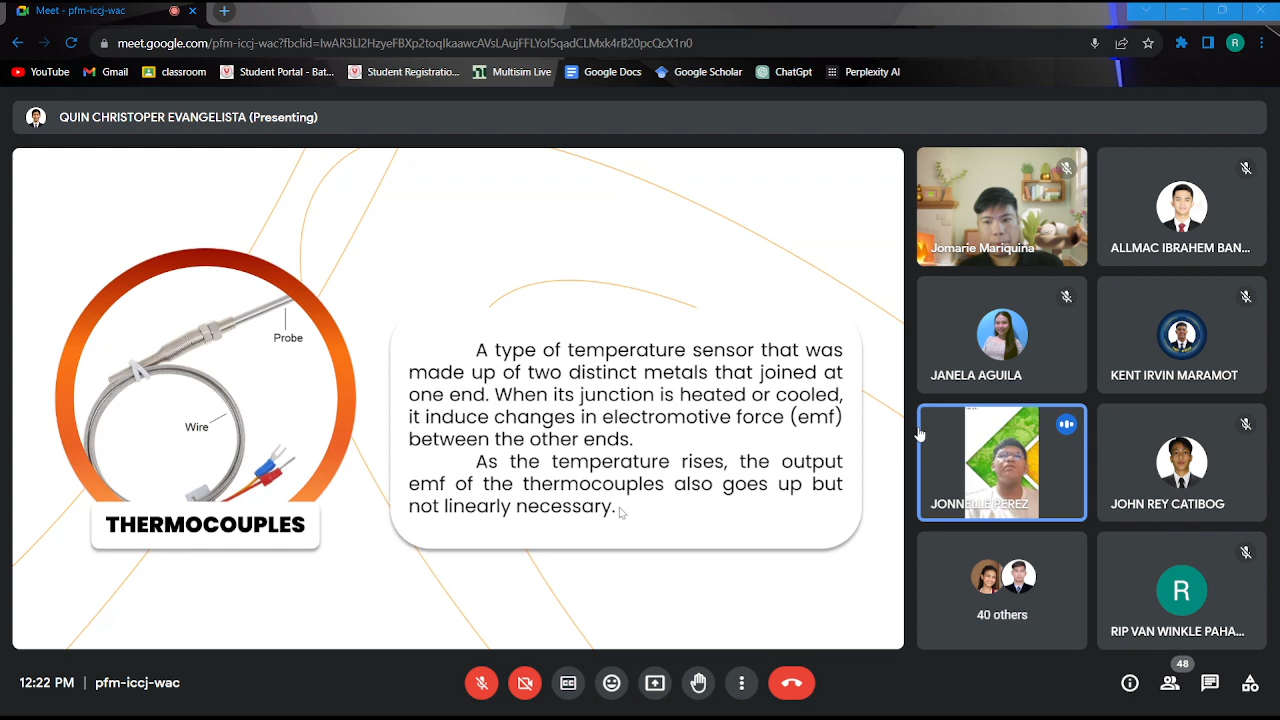 Meet - pfm-iccj-wac
meet.google.com/pfm-iccj-wac?fbclid=IwAR3Ll2HzyeFBXp2toqIkaawcAVsLAujFFLYoI5qadCLMxk4rB20pcQcX1n0
R
YouTube Gmail classroom Student Portal - Bat... Student Registratio... Multisim Live Google Docs Google Scholar ChatGpt Perplexity AI
QUIN CHRISTOPER EVANGELISTA (Presenting)
Probe
Wire
THERMOCOUPLES
A type of temperature sensor that was
made up of two distinct metals that joined at
one end. When its junction is heated or cooled,
it induce changes in electromotive force (emf)
between the other ends.
As the temperature rises, the output
emf of the thermocouples also goes up but
not linearly necessary.
Jomarie Mariquina
ALLMAC IBRAHEM BAN...
JANELA AGUILA
KENT IRVIN MARAMOT
JONNELLE PEREZ
JOHN REY CATIBOG
40 others
R
RIP VAN WINKLE PAHA...
12:22 PM | pfm-iccj-wac
48